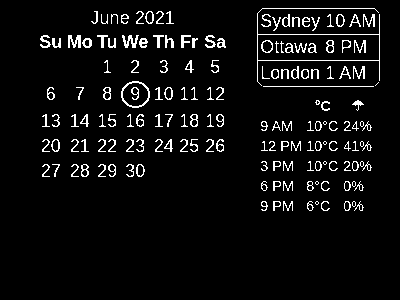 June 2021
Su Mo Tu We Th Fr Sa
1 2 3 4 5
6 7 8 9 10 11 12
13 14 15 16 17 18 19
20 21 22 23 24 25 26
27 28 29 30
Sydney 10 AM
Ottawa 8 PM
London 1 AM
°C ☂
9 AM 10°C 24%
12 PM 10°C 41%
3 PM 10°C 20%
6 PM 8°C 0%
9 PM 6°C 0%